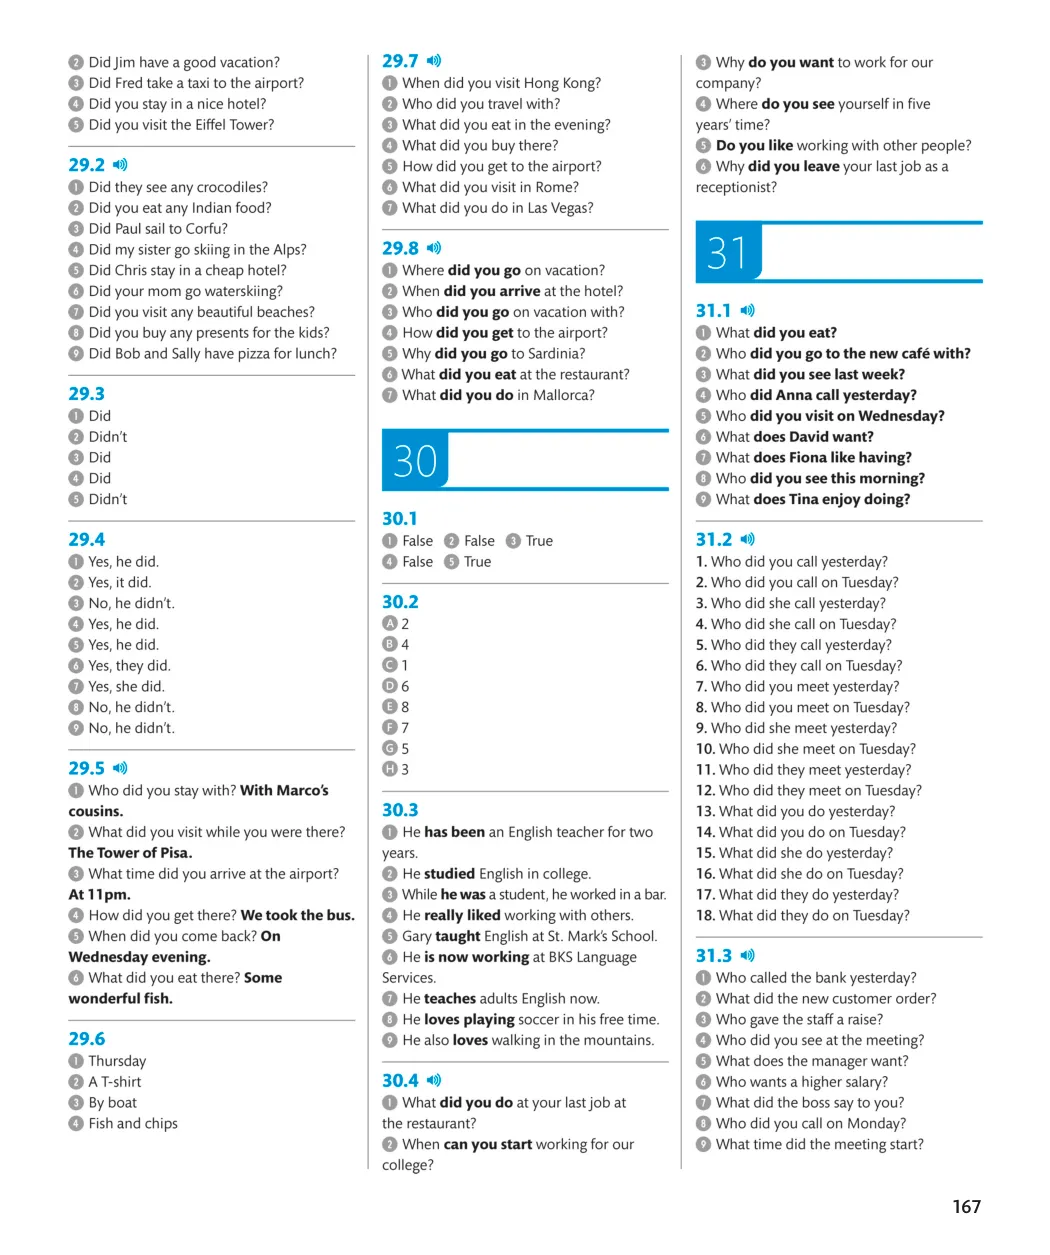 2 Did Jim have a good vacation?
3 Did Fred take a taxi to the airport?
4 Did you stay in a nice hotel?
5 Did you visit the Eiffel Tower?
29.2
1 Did they see any crocodiles?
2 Did you eat any Indian food?
3 Did Paul sail to Corfu?
4 Did my sister go skiing in the Alps?
5 Did Chris stay in a cheap hotel?
6 Did your mom go waterskiing?
7 Did you visit any beautiful beaches?
8 Did you buy any presents for the kids?
9 Did Bob and Sally have pizza for lunch?
29.3
1 Did
2 Didn't
3 Did
4 Did
5 Didn't
29.4
1 Yes, he did.
2 Yes, it did.
3 No, he didn't.
4 Yes, he did.
5 Yes, he did.
6 Yes, they did.
7 Yes, she did.
8 No, he didn't.
9 No, he didn't.
29.5
1 Who did you stay with? With Marco's
cousins.
2 What did you visit while you were there?
The Tower of Pisa.
3 What time did you arrive at the airport?
At 11pm.
4 How did you get there? We took the bus.
5 When did you come back? On
Wednesday evening.
6 What did you eat there? Some
wonderful fish.
29.6
1 Thursday
2 A T-shirt
3 By boat
4 Fish and chips
29.7
1 When did you visit Hong Kong?
2 Who did you travel with?
3 What did you eat in the evening?
4 What did you buy there?
5 How did you get to the airport?
6 What did you visit in Rome?
7 What did you do in Las Vegas?
29.8
1 Where did you go on vacation?
2 When did you arrive at the hotel?
3 Who did you go on vacation with?
4 How did you get to the airport?
5 Why did you go to Sardinia?
6 What did you eat at the restaurant?
7 What did you do in Mallorca?
30
30.1
1 False 2 False 3 True
4 False 5 True
30.2
A 2
B 4
C 1
D 6
E 8
F 7
G 5
H 3
30.3
1 He has been an English teacher for two
years.
2 He studied English in college.
3 While he was a student, he worked in a bar.
4 He really liked working with others.
5 Gary taught English at St. Mark's School.
6 He is now working at BKS Language
Services.
7 He teaches adults English now.
8 He loves playing soccer in his free time.
9 He also loves walking in the mountains.
30.4
1 What did you do at your last job at
the restaurant?
2 When can you start working for our
college?
3 Why do you want to work for our
company?
4 Where do you see yourself in five
years' time?
5 Do you like working with other people?
6 Why did you leave your last job as a
receptionist?
31
31.1
1 What did you eat?
2 Who did you go to the new café with?
3 What did you see last week?
4 Who did Anna call yesterday?
5 Who did you visit on Wednesday?
6 What does David want?
7 What does Fiona like having?
8 Who did you see this morning?
9 What does Tina enjoy doing?
31.2
1. Who did you call yesterday?
2. Who did you call on Tuesday?
3. Who did she call yesterday?
4. Who did she call on Tuesday?
5. Who did they call yesterday?
6. Who did they call on Tuesday?
7. Who did you meet yesterday?
8. Who did you meet on Tuesday?
9. Who did she meet yesterday?
10. Who did she meet on Tuesday?
11. Who did they meet yesterday?
12. Who did they meet on Tuesday?
13. What did you do yesterday?
14. What did you do on Tuesday?
15. What did she do yesterday?
16. What did she do on Tuesday?
17. What did they do yesterday?
18. What did they do on Tuesday?
31.3
1 Who called the bank yesterday?
2 What did the new customer order?
3 Who gave the staff a raise?
4 Who did you see at the meeting?
5 What does the manager want?
6 Who wants a higher salary?
7 What did the boss say to you?
8 Who did you call on Monday?
9 What time did the meeting start?
167